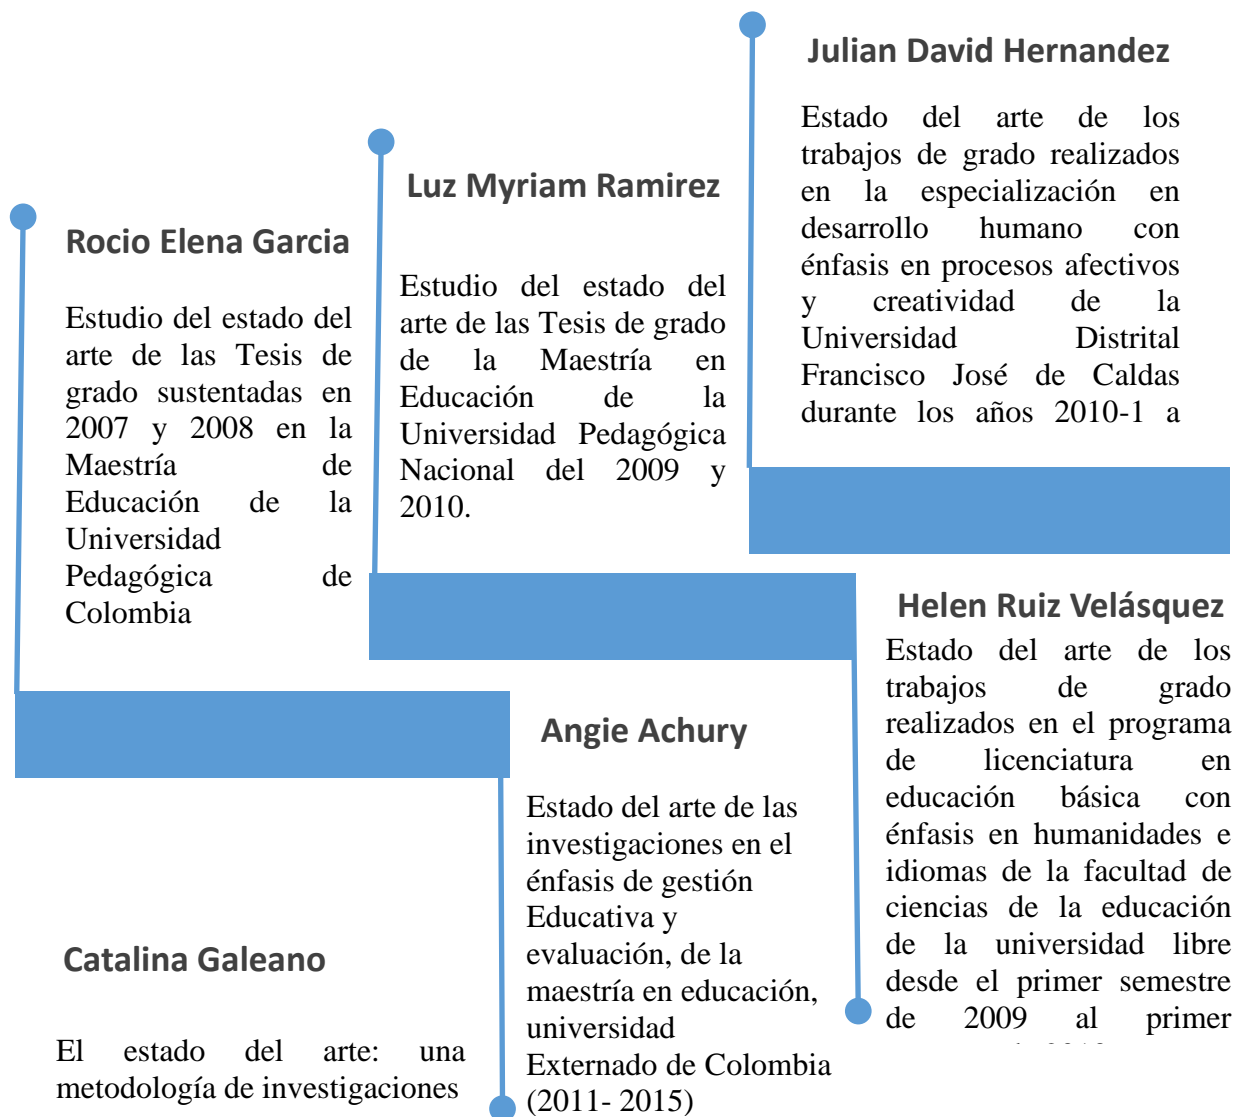 Rocio Elena Garcia
Estudio del estado del
arte de las Tesis de
grado sustentadas en
2007 y 2008 en la
Maestría de
Educación de la
Universidad
Pedagógica de
Colombia
Luz Myriam Ramirez
Estudio del estado del
arte de las Tesis de grado
de la Maestría en
Educación de la
Universidad Pedagógica
Nacional del 2009 y
2010.
Julian David Hernandez
Estado del arte de los
trabajos de grado realizados
en la especialización en
desarrollo humano con
énfasis en procesos afectivos
y creatividad de la
Universidad Distrital
Francisco José de Caldas
durante los años 2010-1 a
Catalina Galeano
El estado del arte: una
metodología de investigaciones
Angie Achury
Estado del arte de las
investigaciones en el
énfasis de gestión
Educativa y
evaluación, de la
maestría en educación,
universidad
Externado de Colombia
(2011- 2015)
Helen Ruiz Velásquez
Estado del arte de los
trabajos de grado
realizados en el programa
de licenciatura en
educación básica con
énfasis en humanidades e
idiomas de la facultad de
ciencias de la educación
de la universidad libre
desde el primer semestre
de 2009 al primer